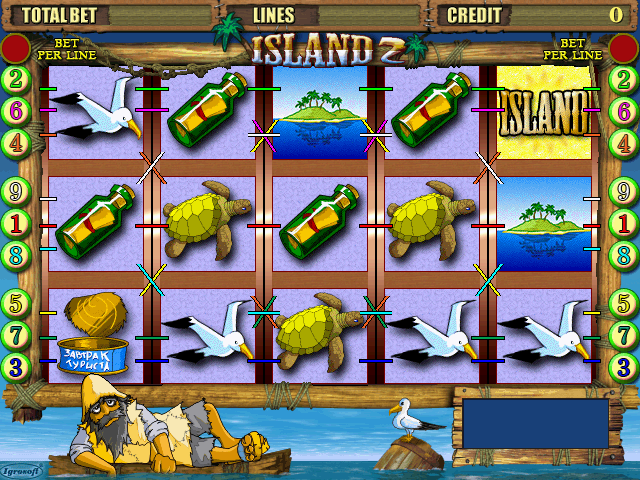 TOTAL BET LINES CREDIT 0
ISLAND 2
BET PER LINE
BET PER LINE
2 2
6 ISLAND 6
4 4
9 9
1 1
8 8
5 5
7 ЗАВТРАК 7
ТУРИСТА
3 3
Igrosoft